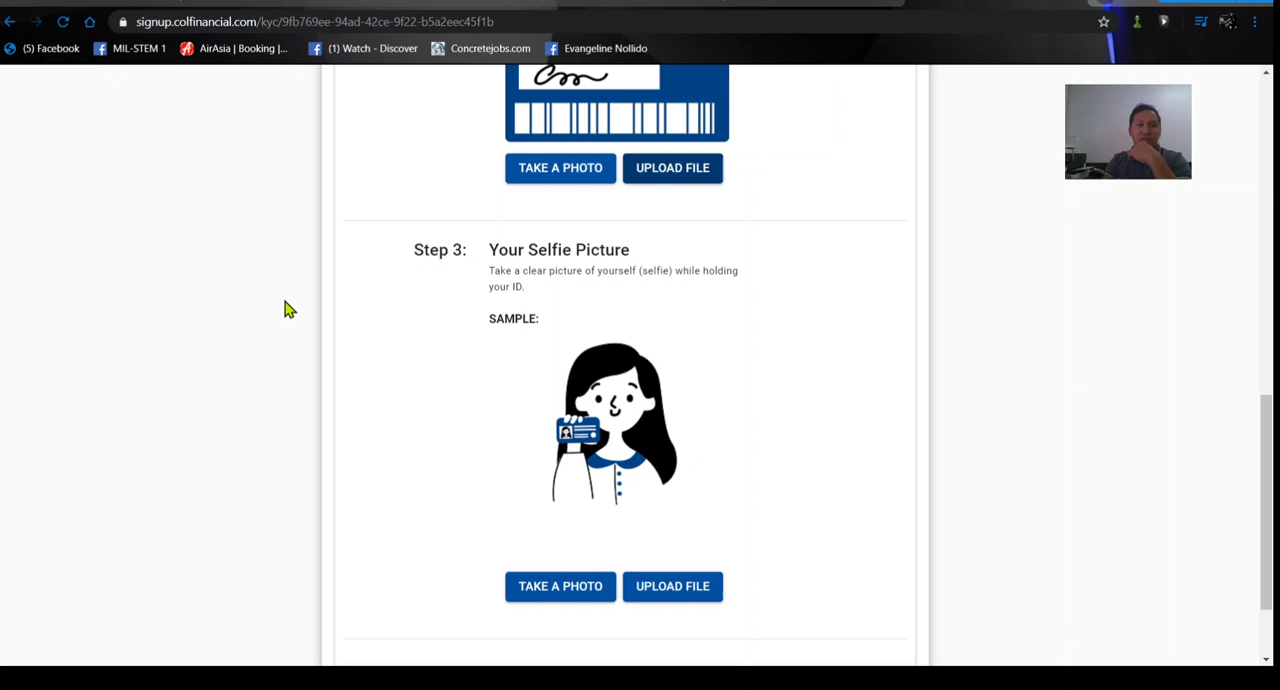 signup.colfinancial.com/kyc/9fb769ee-94ad-42ce-9f22-b5a2eec45f1b
(5) Facebook
MIL-STEM 1
AirAsia | Booking |...
(1) Watch - Discover
Concretejobs.com
Evangeline Nollido
TAKE A PHOTO
UPLOAD FILE
Step 3:
Your Selfie Picture
Take a clear picture of yourself (selfie) while holding
your ID.
SAMPLE:
TAKE A PHOTO
UPLOAD FILE